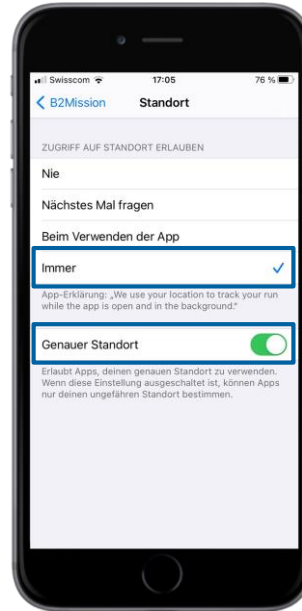 Swisscom 17:05 76 %
B2Mission Standort
ZUGRIFF AUF STANDORT ERLAUBEN
Nie
Nächstes Mal fragen
Beim Verwenden der App
Immer
App-Erklärung: „We use your location to track your run
while the app is open and in the background.“
Genauer Standort
Erlaubt Apps, deinen genauen Standort zu verwenden.
Wenn diese Einstellung ausgeschaltet ist, können Apps
nur deinen ungefähren Standort bestimmen.